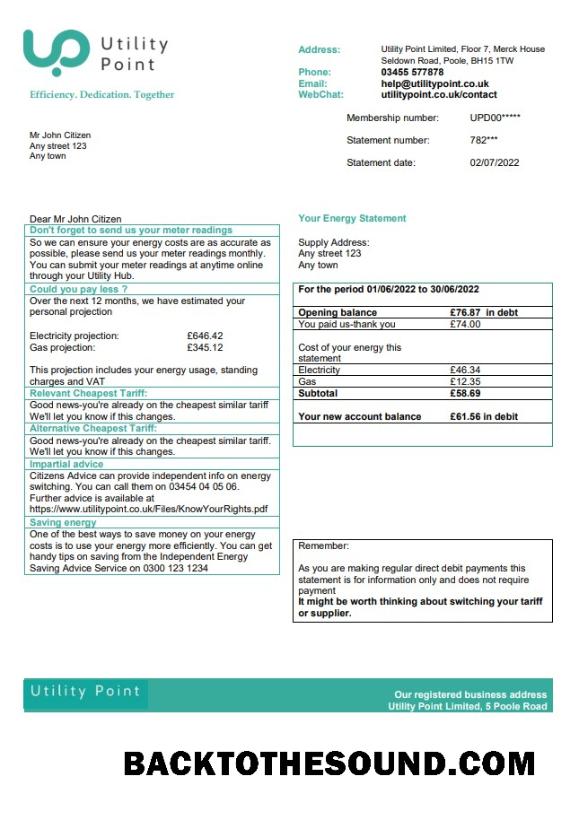 Utility
Point
Efficiency. Dedication. Together
Address: Utility Point Limited, Floor 7, Merck House
Seldown Road, Poole, BH15 1TW
Phone: 03455 577878
Email: help@utilitypoint.co.uk
WebChat: utilitypoint.co.uk/contact
Membership number: UPD00*****
Statement number: 782***
Statement date: 02/07/2022
Mr John Citizen
Any street 123
Any town
Dear Mr John Citizen
Don't forget to send us your meter readings
So we can ensure your energy costs are as accurate as
possible, please send us your meter readings monthly.
You can submit your meter readings at anytime online
through your Utility Hub.
Could you pay less ?
Over the next 12 months, we have estimated your
personal projection
Electricity projection: £646.42
Gas projection: £345.12
This projection includes your energy usage, standing
charges and VAT
Relevant Cheapest Tariff:
Good news-you're already on the cheapest similar tariff
We'll let you know if this changes.
Alternative Cheapest Tariff:
Good news-you're already on the cheapest similar tariff.
We'll let you know if this changes.
Impartial advice
Citizens Advice can provide independent info on energy
switching. You can call them on 03454 04 05 06.
Further advice is available at
https://www.utilitypoint.co.uk/Files/KnowYourRights.pdf
Saving energy
One of the best ways to save money on your energy
costs is to use your energy more efficiently. You can get
handy tips on saving from the Independent Energy
Saving Advice Service on 0300 123 1234
Your Energy Statement
Supply Address:
Any street 123
Any town
For the period 01/06/2022 to 30/06/2022
Opening balance £76.87 in debt
You paid us-thank you £74.00
Cost of your energy this
statement
Electricity £46.34
Gas £12.35
Subtotal £58.69
Your new account balance £61.56 in debit
Remember:
As you are making regular direct debit payments this
statement is for information only and does not require
payment
It might be worth thinking about switching your tariff
or supplier.
Utility Point
Our registered business address
Utility Point Limited, 5 Poole Road
BACKTOTHESOUND.COM